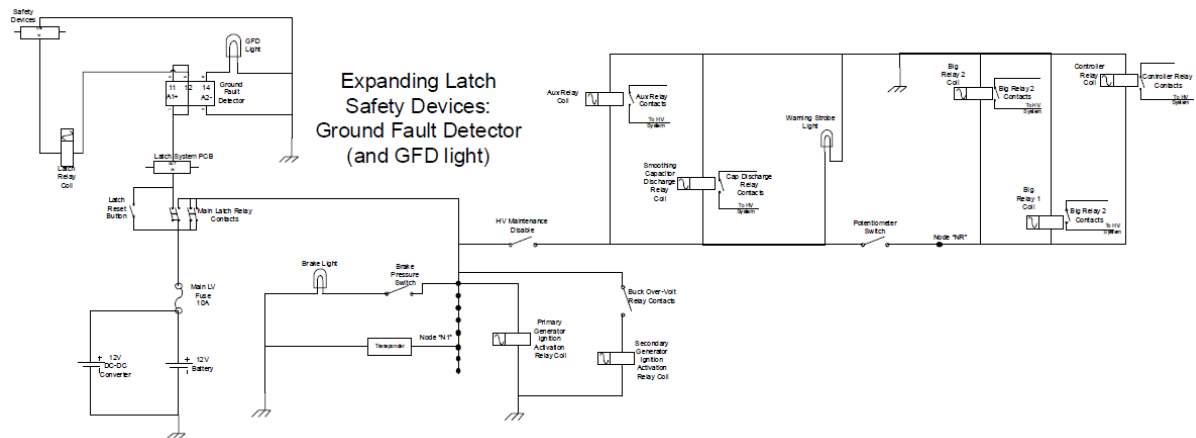 Safety
Devices
GFD
Light
11 12 14
A1+ A2-
Ground
Fault
Detector
Expanding Latch
Safety Devices:
Ground Fault Detector
(and GFD light)
Latch
Relay
Coil
Latch System PCB
Latch
Reset
Button
Main Latch Relay
Contacts
Main LV
Fuse
10A
12V
DC-DC
Converter
12V
Battery
Brake Light
Brake
Pressure
Switch
Transponder
Node "N1"
Primary
Generator
Ignition
Activation
Relay Coil
Buck Over-Volt
Relay Contacts
Secondary
Generator
Ignition
Activation
Relay Coil
HV Maintenance
Disable
Aux Relay
Coil
Aux Relay
Contacts
To HV
System
Smoothing
Capacitor
Discharge
Relay
Coil
Cap Discharge
Relay
Contacts
To HV
System
Warning Strobe
Light
Potentiometer
Switch
Node "NR"
Big
Relay 2
Coil
Big Relay 2
Contacts
To HV
System
Big
Relay 1
Coil
Big Relay 2
Contacts
To HV
System
Controller
Relay
Coil
Controller Relay
Contacts
To HV
System